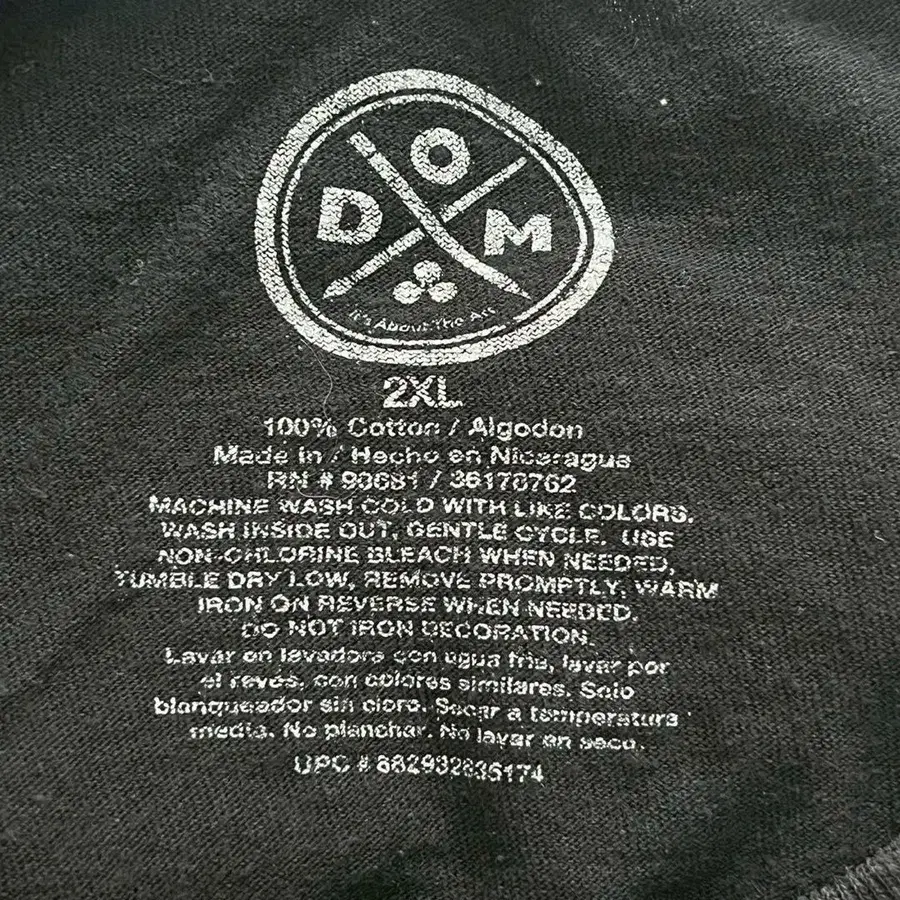 D O M
It's About The Art
2XL
100% Cotton / Algodon
Made in / Hecho en Nicaragua
RN # 90681 / 36170762
MACHINE WASH COLD WITH LIKE COLORS.
WASH INSIDE OUT, GENTLE CYCLE. USE
NON-CHLORINE BLEACH WHEN NEEDED,
TUMBLE DRY LOW, REMOVE PROMPTLY, WARM
IRON ON REVERSE WHEN NEEDED.
DO NOT IRON DECORATION.
Lavar en lavadora con agua fria, lavar por
el reves, con colores similares. Solo
blanqueador sin cloro. Secar a temperatura
media. No planchar. No lavar en seco.
UPC # 882932835174